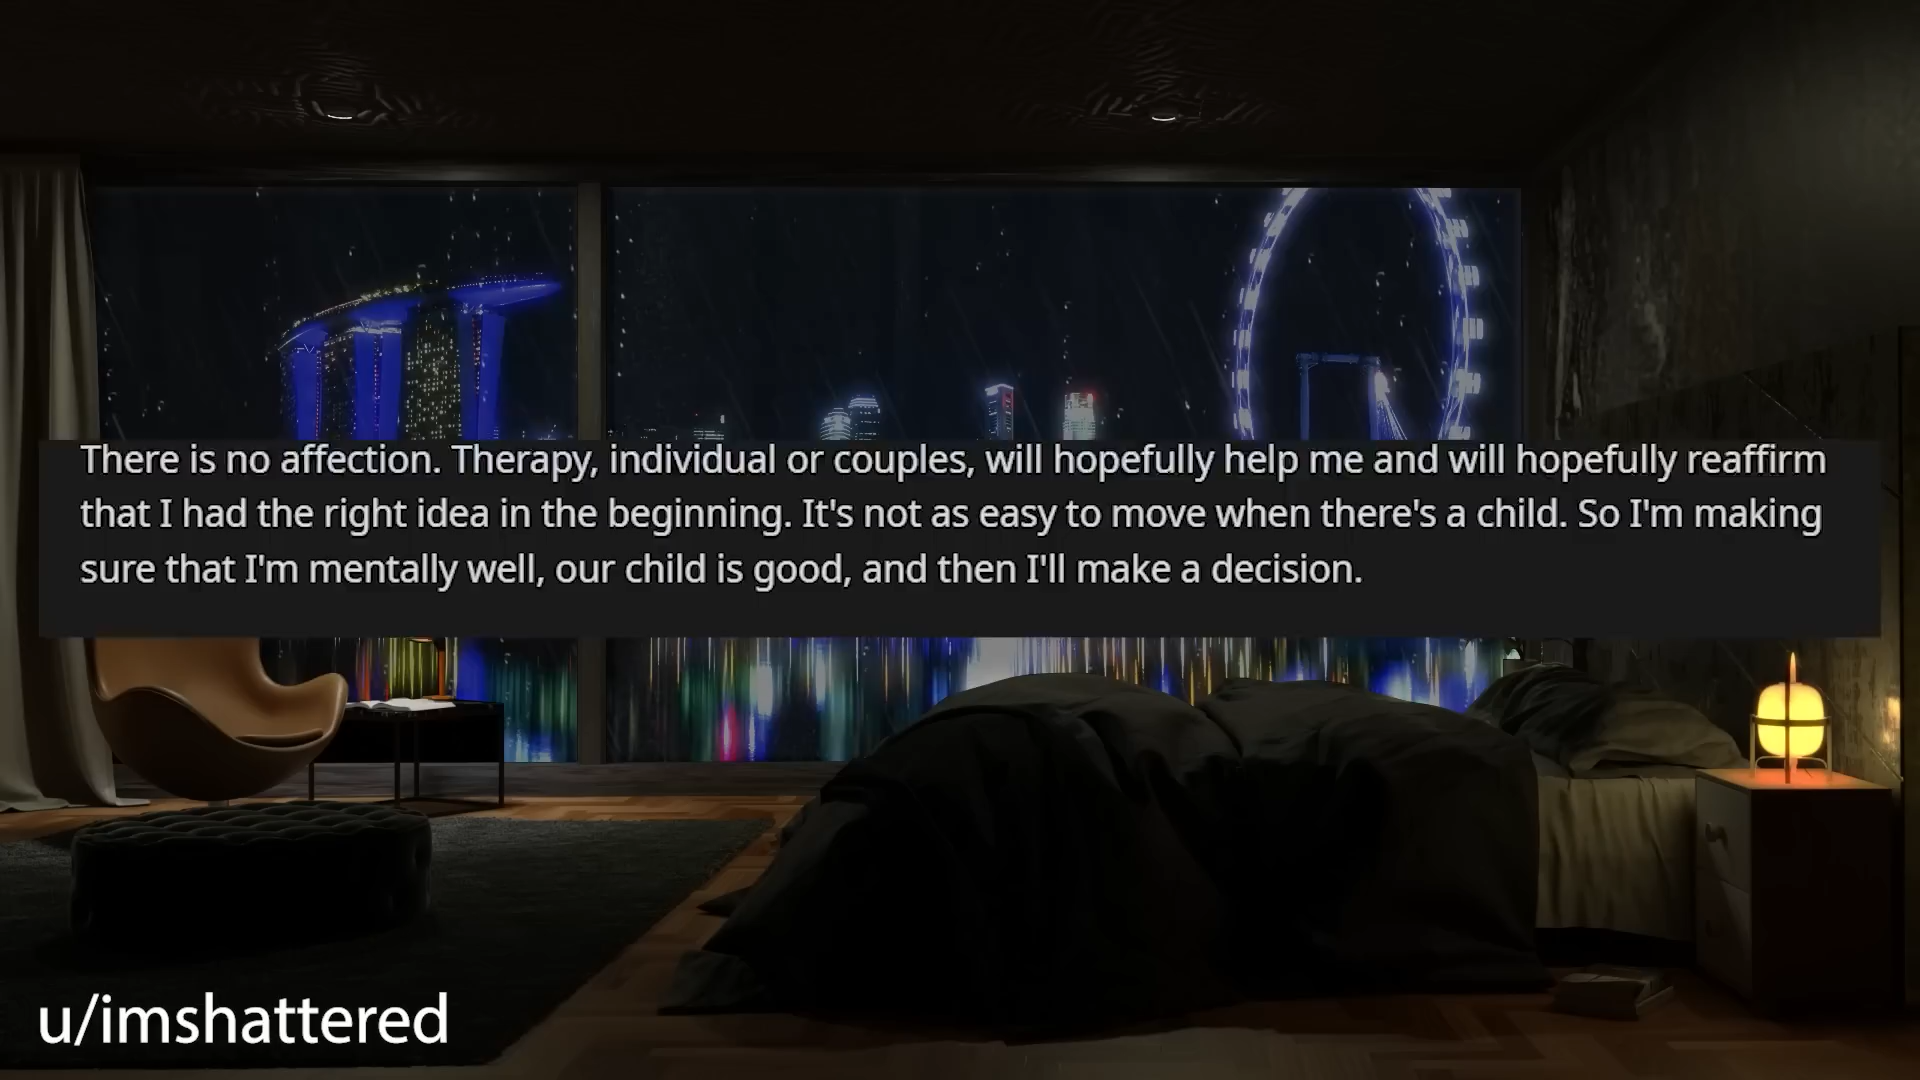 There is no affection. Therapy, individual or couples, will hopefully help me and will hopefully reaffirm
that I had the right idea in the beginning. It's not as easy to move when there's a child. So I'm making
sure that I'm mentally well, our child is good, and then I'll make a decision.
u/imshattered